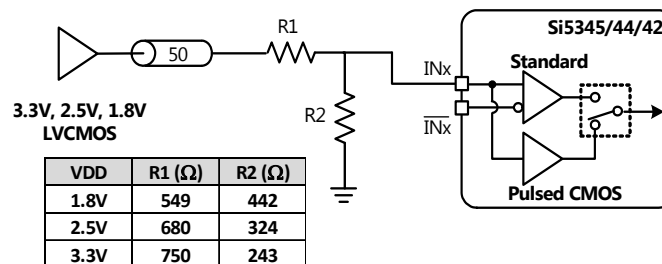 Si5345/44/42
R1
50
INx
Standard
INx
R2
3.3V, 2.5V, 1.8V
LVCMOS
Pulsed CMOS
VDD R1 (Ω) R2 (Ω)
1.8V 549 442
2.5V 680 324
3.3V 750 243